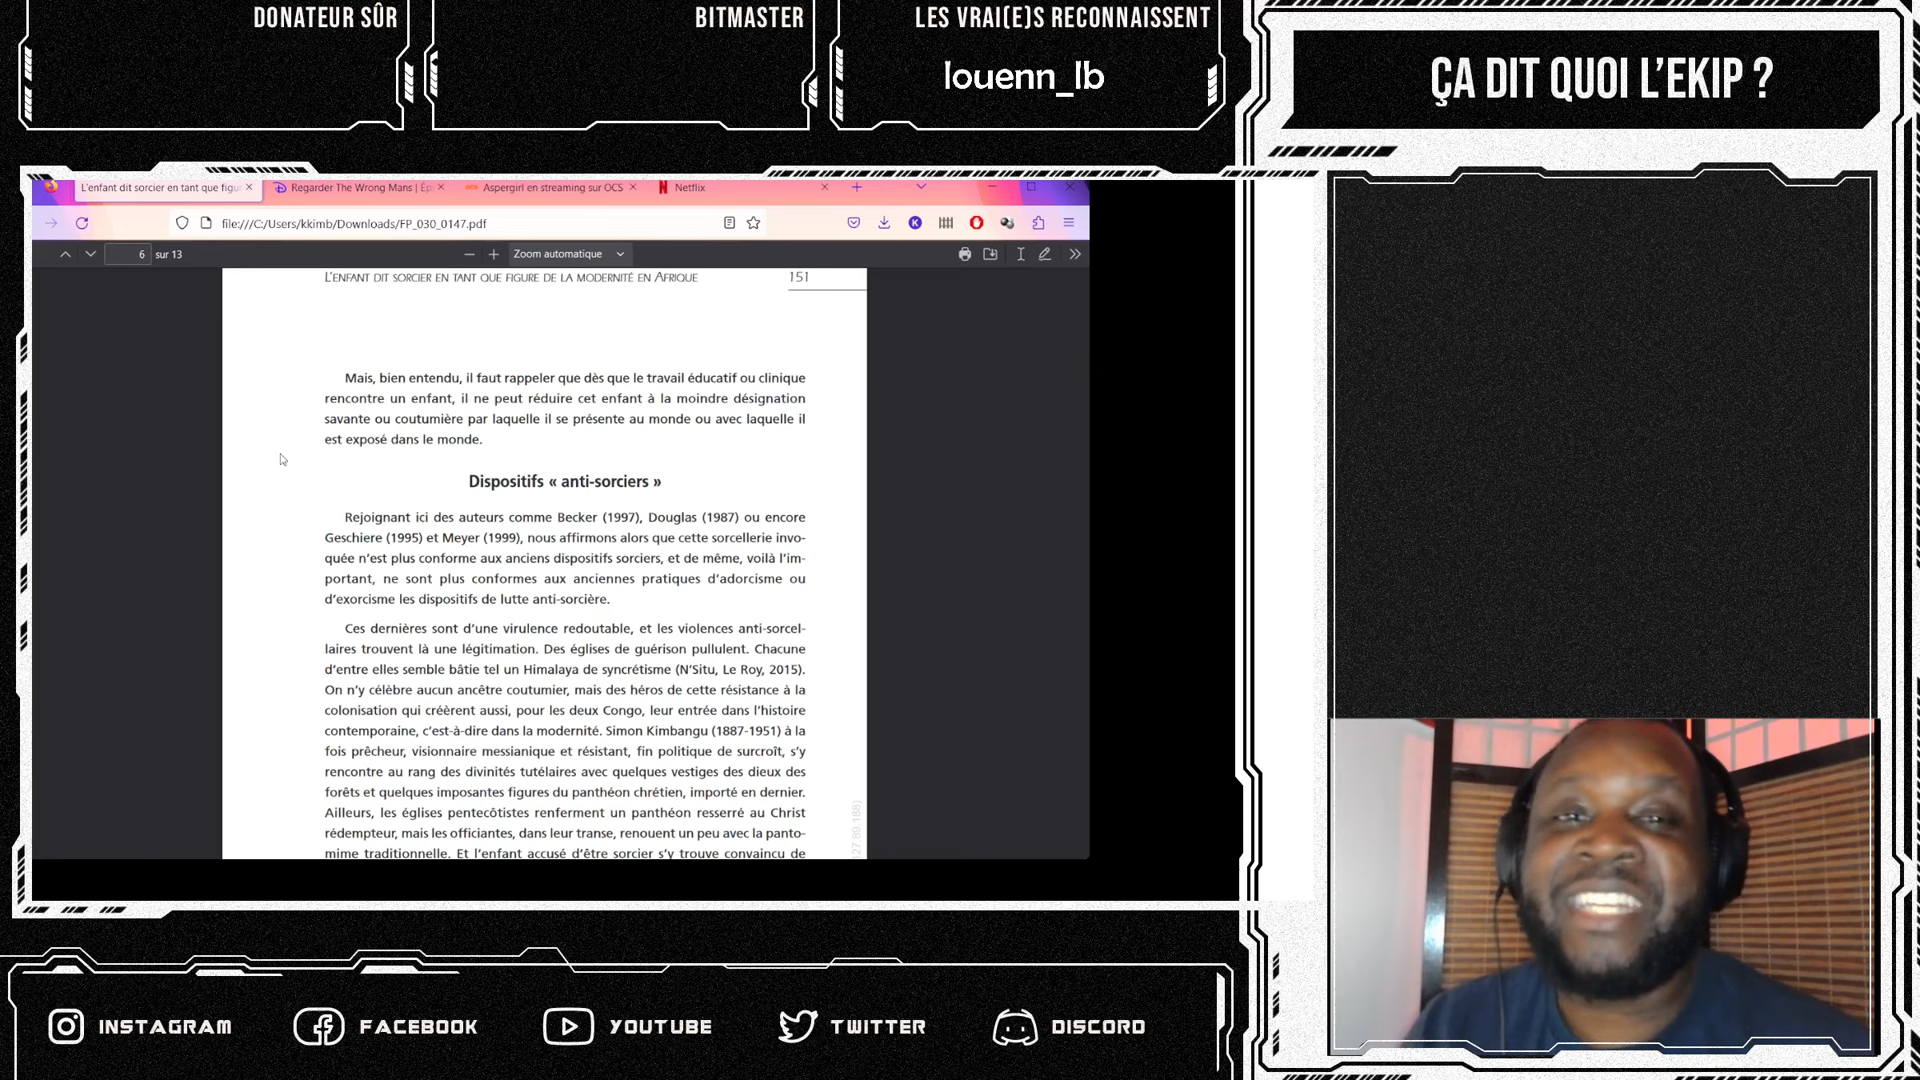 DONATEUR SÛR
BITMASTER
LES VRAI(E)S RECONNAISSENT
louenn_lb
ÇA DIT QUOI L'EKIP ?
L'enfant dit sorcier en tant que figu
Regarder The Wrong Mans | Ép
Aspergirl en streaming sur OCS
Netflix
file:///C:/Users/kkimb/Downloads/FP_030_0147.pdf
6 sur 13
Zoom automatique
L'ENFANT DIT SORCIER EN TANT QUE FIGURE DE LA MODERNITÉ EN AFRIQUE 151
Mais, bien entendu, il faut rappeler que dès que le travail éducatif ou clinique
rencontre un enfant, il ne peut réduire cet enfant à la moindre désignation
savante ou coutumière par laquelle il se présente au monde ou avec laquelle il
est exposé dans le monde.
Dispositifs « anti-sorciers »
Rejoignant ici des auteurs comme Becker (1997), Douglas (1987) ou encore
Geschiere (1995) et Meyer (1999), nous affirmons alors que cette sorcellerie invo-
quée n'est plus conforme aux anciens dispositifs sorciers, et de même, voilà l'im-
portant, ne sont plus conformes aux anciennes pratiques d'adorcisme ou
d'exorcisme les dispositifs de lutte anti-sorcière.
Ces dernières sont d'une virulence redoutable, et les violences anti-sorcel-
laires trouvent là une légitimation. Des églises de guérison pullulent. Chacune
d'entre elles semble bâtie tel un Himalaya de syncrétisme (N'Situ, Le Roy, 2015).
On n'y célèbre aucun ancêtre coutumier, mais des héros de cette résistance à la
colonisation qui créèrent aussi, pour les deux Congo, leur entrée dans l'histoire
contemporaine, c'est-à-dire dans la modernité. Simon Kimbangu (1887-1951) à la
fois prêcheur, visionnaire messianique et résistant, fin politique de surcroît, s'y
rencontre au rang des divinités tutélaires avec quelques vestiges des dieux des
forêts et quelques imposantes figures du panthéon chrétien, importé en dernier.
Ailleurs, les églises pentecôtistes renferment un panthéon resserré au Christ
rédempteur, mais les officiantes, dans leur transe, renouent un peu avec la panto-
mime traditionnelle. Et l'enfant accusé d'être sorcier s'y trouve convaincu de
INSTAGRAM
FACEBOOK
YOUTUBE
TWITTER
DISCORD